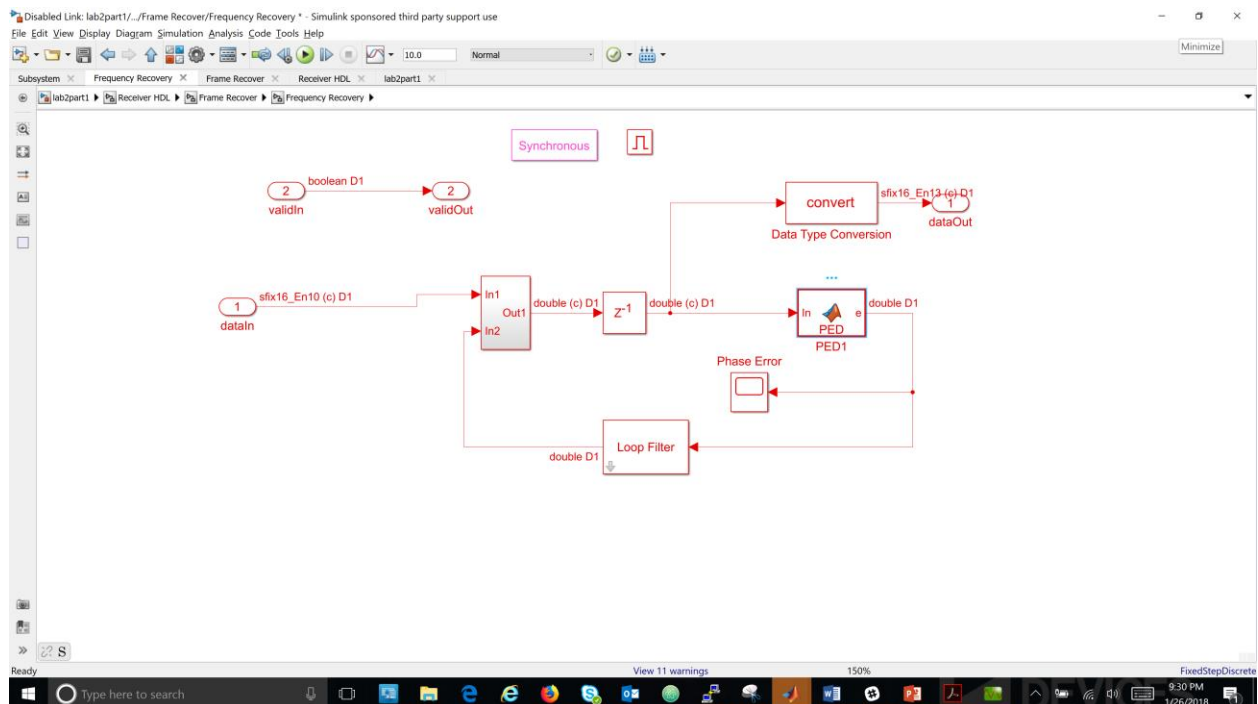 Disabled Link: lab2part1/.../Frame Recover/Frequency Recovery * - Simulink sponsored third party support use
File Edit View Display Diagram Simulation Analysis Code Tools Help
10.0 Normal
Minimize
Subsystem Frequency Recovery Frame Recover Receiver HDL lab2part1
lab2part1 Receiver HDL Frame Recover Frequency Recovery
Synchronous
2 boolean D1 2
validIn validOut
convert sfix16_En13 (c) D1
1
Data Type Conversion dataOut
1 sfix16_En10 (c) D1
dataIn
In1
Out1
In2
double (c) D1
Z-1
double (c) D1
In PED e
PED1
double D1
Phase Error
Loop Filter
double D1
S
Ready View 11 warnings 150% FixedStepDiscrete
Type here to search
9:30 PM
1/26/2018